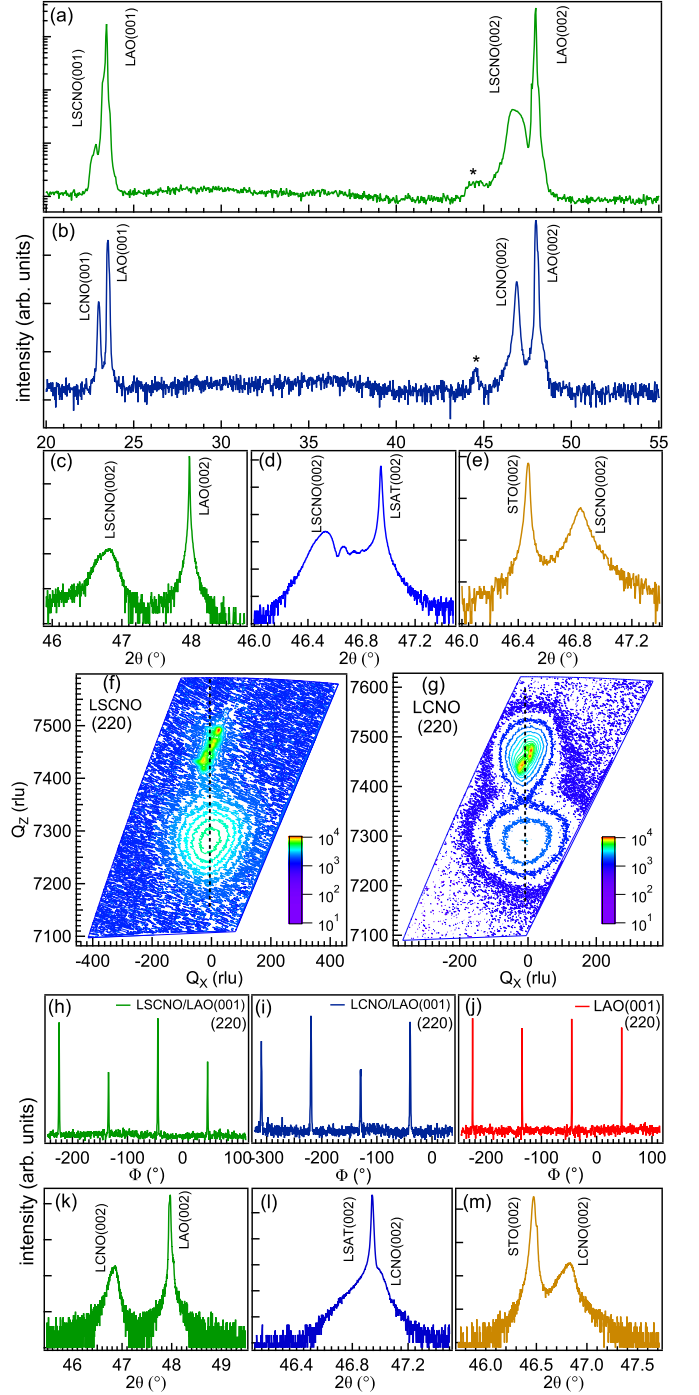 (a)
LSCNO(001)
LAO(001)
LSCNO(002)
LAO(002)
*
(b)
LCNO(001)
LAO(001)
LCNO(002)
LAO(002)
*
intensity (arb. units)
20 25 30 35 40 45 50 55
(c)
LSCNO(002)
LAO(002)
(d)
LSCNO(002)
LSAT(002)
(e)
STO(002)
LSCNO(002)
46 47 48
46.0 46.4 46.8 47.2
46.0 46.4 46.8 47.2
2θ (°)
2θ (°)
2θ (°)
(f)
LSCNO
(220)
7500
7400
7300
7200
7100
Q_Z (rlu)
10^4
10^3
10^2
10^1
-400 -200 0 200 400
Q_X (rlu)
(g)
LCNO
(220)
7600
7500
7400
7300
7200
7100
10^4
10^3
10^2
10^1
-200 0 200
Q_X (rlu)
(h)
LSCNO/LAO(001)
(220)
(i)
LCNO/LAO(001)
(220)
(j)
LAO(001)
(220)
-200 -100 0 100
-300 -200 -100 0
-200 -100 0 100
Φ (°)
Φ (°)
Φ (°)
intensity (arb. units)
(k)
LCNO(002)
LAO(002)
(l)
LSAT(002)
LCNO(002)
(m)
STO(002)
LCNO(002)
46 47 48 49
46.4 46.8 47.2
46.0 46.5 47.0 47.5
2θ (°)
2θ (°)
2θ (°)